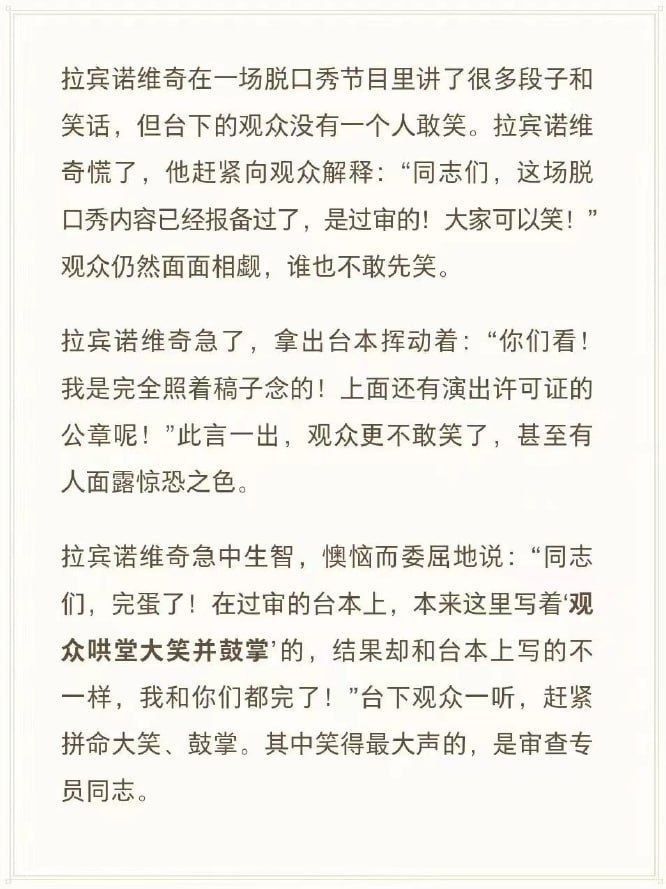 拉宾诺维奇在一场脱口秀节目里讲了很多段子和
笑话，但台下的观众没有一个人敢笑。拉宾诺维
奇慌了，他赶紧向观众解释：“同志们，这场脱
口秀内容已经报备过了，是过审的！大家可以笑！”
观众仍然面面相觑，谁也不敢先笑。
拉宾诺维奇急了，拿出台本挥动着：“你们看！
我是完全照着稿子念的！上面还有演出许可证的
公章呢！”此言一出，观众更不敢笑了，甚至有
人面露惊恐之色。
拉宾诺维奇急中生智，懊恼而委屈地说：“同志
们，完蛋了！在过审的台本上，本来这里写着‘观
众哄堂大笑并鼓掌’的，结果却和台本上写的不
一样，我和你们都完了！”台下观众一听，赶紧
拼命大笑、鼓掌。其中笑得最大声的，是审查专
员同志。